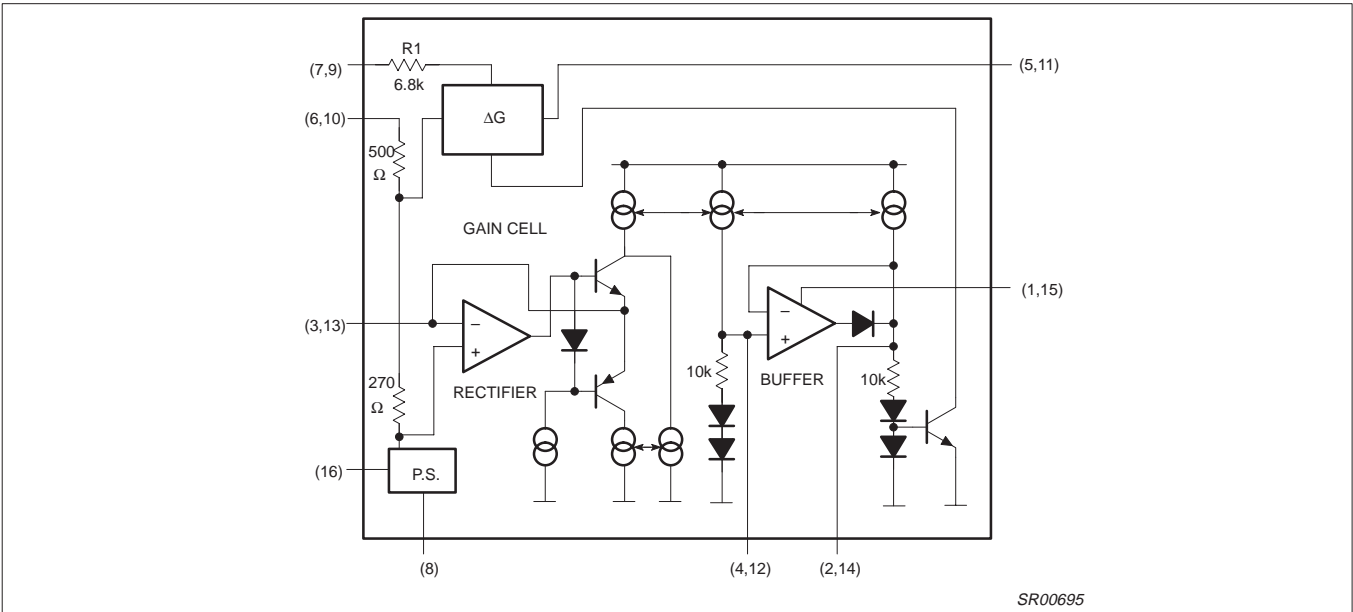 R1
(7,9)
6.8k
(5,11)
(6,10)
ΔG
500
Ω
GAIN CELL
(1,15)
(3,13)
−
+
−
+
270
Ω
RECTIFIER
10k
BUFFER
10k
(16)
P.S.
(8)
(4,12)
(2,14)
SR00695